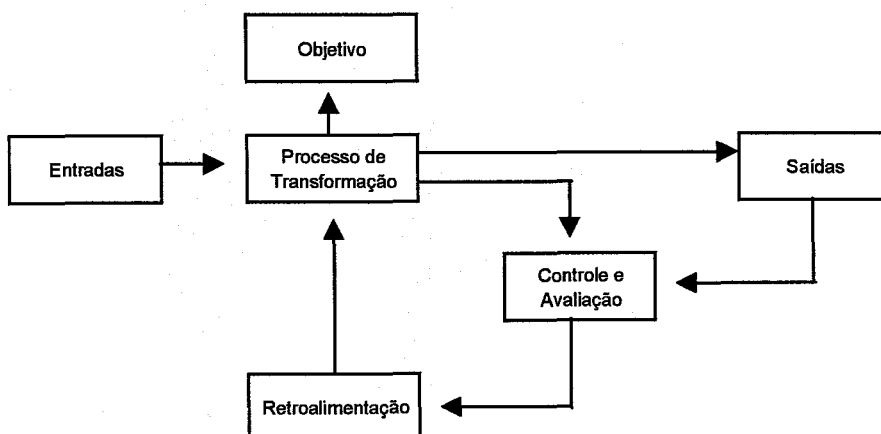 Objetivo
Entradas
Processo de
Transformação
Saídas
Controle e
Avaliação
Retroalimentação